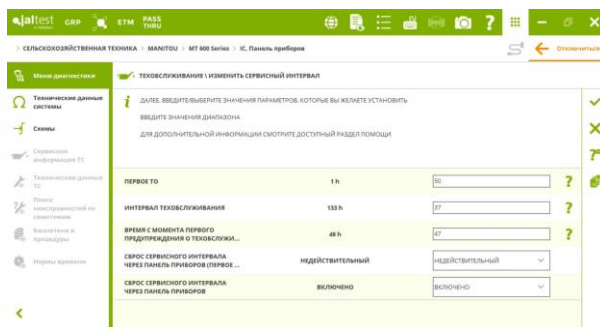 jaltest GRP ETM PASS THRU
> СЕЛЬСКОХОЗЯЙСТВЕННАЯ ТЕХНИКА > MANITOU > MT 600 Series > IC, Панель приборов
Отключиться
Меню диагностики
ТЕХОБСЛУЖИВАНИЕ \ ИЗМЕНИТЬ СЕРВИСНЫЙ ИНТЕРВАЛ
Технические данные системы
Схемы
Сервисная информация ТС
Технические данные ТС
Поиск неисправностей по симптомам
Бюллетени и процедуры
Нормы времени
i ДАЛЕЕ, ВВЕДИТЕ/ВЫБЕРИТЕ ЗНАЧЕНИЯ ПАРАМЕТРОВ, КОТОРЫЕ ВЫ ЖЕЛАЕТЕ УСТАНОВИТЬ
ВВЕДИТЕ ЗНАЧЕНИЯ ДИАПАЗОНА
ДЛЯ ДОПОЛНИТЕЛЬНОЙ ИНФОРМАЦИИ СМОТРИТЕ ДОСТУПНЫЙ РАЗДЕЛ ПОМОЩИ
ПЕРВОЕ ТО 1 h 50 ?
ИНТЕРВАЛ ТЕХОБСЛУЖИВАНИЯ 133 h 37 ?
ВРЕМЯ С МОМЕНТА ПЕРВОГО ПРЕДУПРЕЖДЕНИЯ О ТЕХОБСЛУЖИ... 48 h 47 ?
СБРОС СЕРВИСНОГО ИНТЕРВАЛА ЧЕРЕЗ ПАНЕЛЬ ПРИБОРОВ (ПЕРВОЕ ... НЕДЕЙСТВИТЕЛЬНЫЙ НЕДЕЙСТВИТЕЛЬНЫЙ
СБРОС СЕРВИСНОГО ИНТЕРВАЛА ЧЕРЕЗ ПАНЕЛЬ ПРИБОРОВ ВКЛЮЧЕНО ВКЛЮЧЕНО